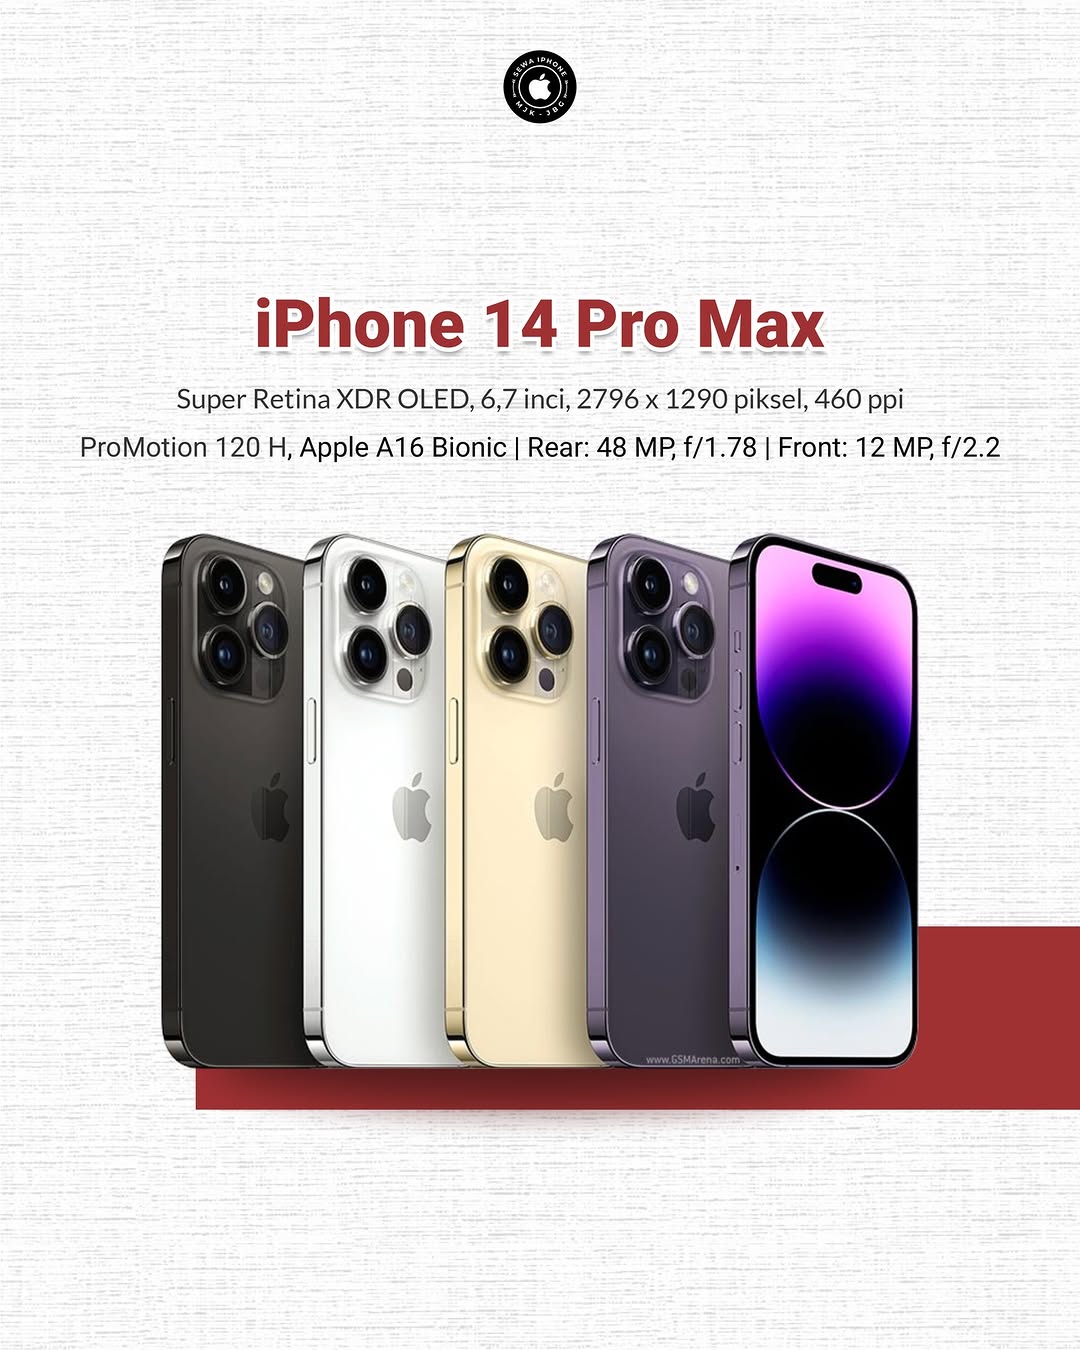 SEWA IPHONE
MJK - JBG
iPhone 14 Pro Max
Super Retina XDR OLED, 6,7 inci, 2796 x 1290 piksel, 460 ppi
ProMotion 120 H, Apple A16 Bionic | Rear: 48 MP, f/1.78 | Front: 12 MP, f/2.2
www.GSMArena.com